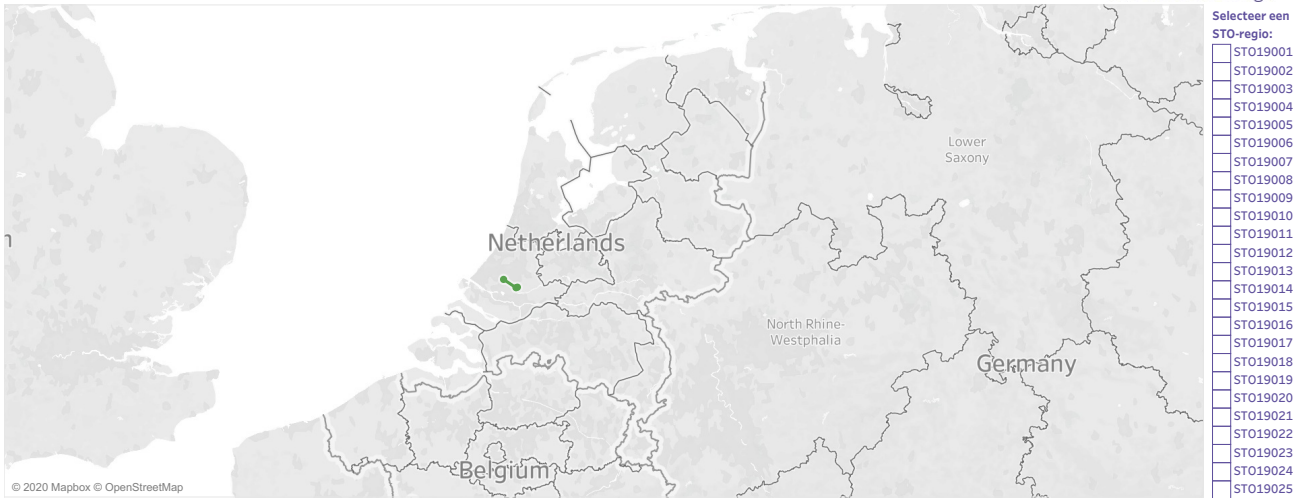 Selecteer een
STO-regio:
STO19001
STO19002
STO19003
STO19004
STO19005
STO19006
STO19007
STO19008
STO19009
STO19010
STO19011
STO19012
STO19013
STO19014
STO19015
STO19016
STO19017
STO19018
STO19019
STO19020
STO19021
STO19022
STO19023
STO19024
STO19025
Lower
Saxony
Netherlands
North Rhine-
Westphalia
Germany
Belgium
© 2020 Mapbox © OpenStreetMap